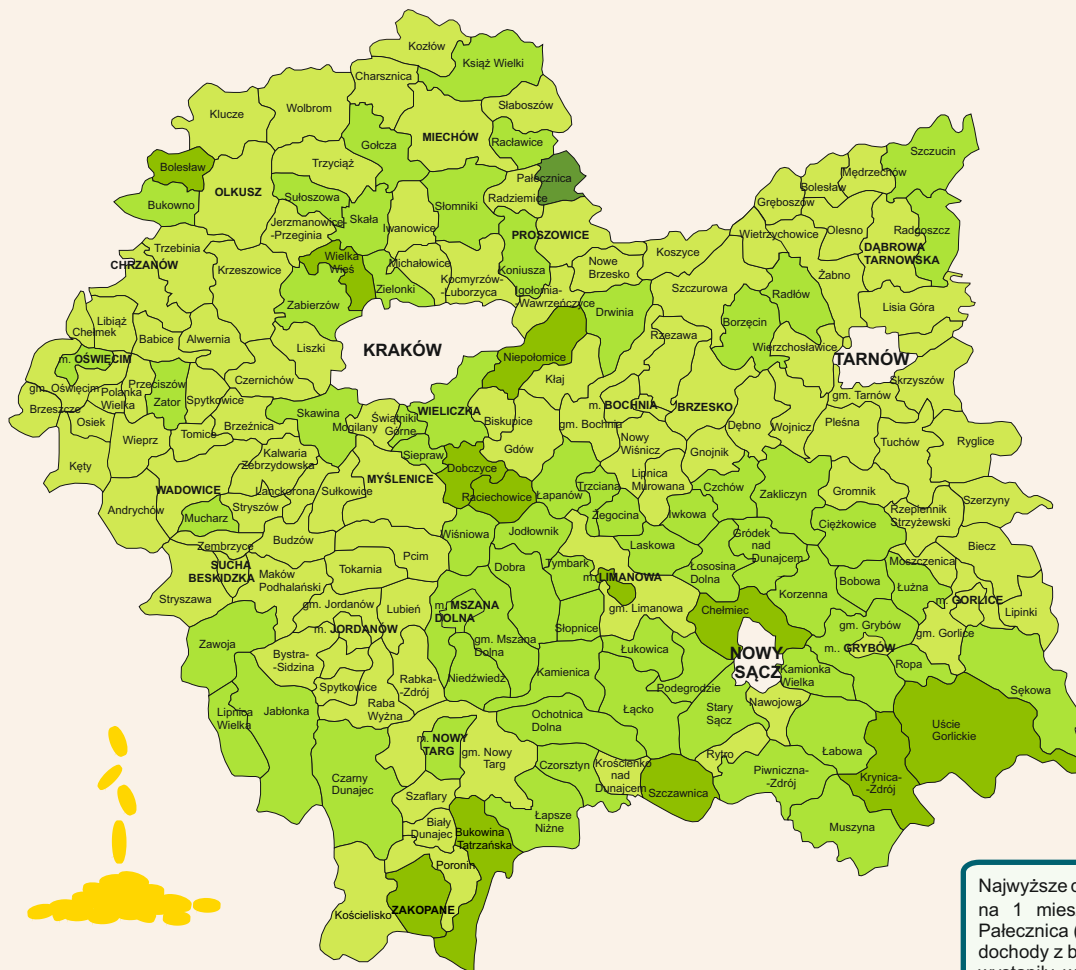 Kozłów
Książ Wielki
Charsznica
Wolbrom
Klucze
Słaboszów
MIECHÓW
Racławice
Gołcza
Trzyciąż
Bolesław
OLKUSZ
Bukowno
Sułoszowa
Pałecznica
Radziemice
Słomniki
Skała
Iwanowice
Jerzmanowice-
-Przeginia
PROSZOWICE
Trzebinia
CHRZANÓW
Krzeszowice
Wielka
Wieś
Michałowice
Zielonki
Kocmyrzów-
-Luborzyca
Koniusza
Nowe
Brzesko
Igołomia-
-Wawrzeńczyce
Koszyce
Zabierzów
Szczucin
Mędrzechów
Bolesław
Gręboszów
Wietrzychowice
Olesno
Radgoszcz
DĄBROWA
TARNOWSKA
Żabno
Szczurowa
Radłów
Lisia Góra
Drwinia
Borzęcin
Rzezawa
Wierzchosławice
TARNÓW
Skrzyszów
gm. Tarnów
Libiąż
Chełmek
Babice
Alwernia
Liszki
KRAKÓW
Niepołomice
Kłaj
m. OŚWIĘCIM
gm. Oświęcim
Przeciszów
Polanka
Wielka
Zator
Spytkowice
Czernichów
Brzeszcze
Osiek
Wieprz
Tomice
Brzeźnica
Skawina
Mogilany
Świątniki
Górne
WIELICZKA
Biskupice
m. BOCHNIA
gm. Bochnia
BRZESKO
Dębno
Wojnicz
Pleśna
Tuchów
Ryglice
Kęty
Kalwaria
Zebrzydowska
Siepraw
Gdów
Nowy
Wiśnicz
Gnojnik
WADOWICE
Andrychów
Lanckorona
Stryszów
Sułkowice
MYŚLENICE
Dobczyce
Raciechowice
Łapanów
Trzciana
Lipnica
Murowana
Czchów
Zakliczyn
Gromnik
Rzepiennik
Strzyżewski
Szerzyny
Mucharz
Zembrzyce
Budzów
Wiśniowa
Jodłownik
Żegocina
Iwkowa
Ciężkowice
Biecz
SUCHA
BESKIDZKA
Maków
Podhalański
Tokarnia
Pcim
Dobra
Tymbark
Laskowa
Gródek
nad
Dunajcem
Łososina
Dolna
Moszczenica
Stryszawa
gm. Jordanów
Lubień
m. MSZANA
DOLNA
m. LIMANOWA
gm. Limanowa
Chełmiec
Korzenna
Bobowa
Łużna
m. GORLICE
Lipinki
m. JORDANÓW
Zawoja
Bystra-
-Sidzina
gm. Mszana
Dolna
Słopnice
Łukowica
NOWY
SĄCZ
gm. Grybów
m.. GRYBÓW
gm. Gorlice
Ropa
Sękowa
Spytkowice
Rabka-
-Zdrój
Niedźwiedź
Kamienica
Podegrodzie
Kamionka
Wielka
Nawojowa
Raba
Wyżna
Lipnica
Wielka
Jabłonka
Ochotnica
Dolna
Łącko
Stary
Sącz
Uście
Gorlickie
m. NOWY
TARG
gm. Nowy
Targ
Czorsztyn
Krościenko
nad
Dunajcem
Rytro
Łabowa
Czarny
Dunajec
Szczawnica
Piwniczna-
-Zdrój
Krynica-
-Zdrój
Szaflary
Biały
Dunajec
Bukowina
Tatrzańska
Łapsze
Niżne
Muszyna
Poronin
Kościelisko
ZAKOPANE
Najwyższe
na 1
Pałecznica
dochody z